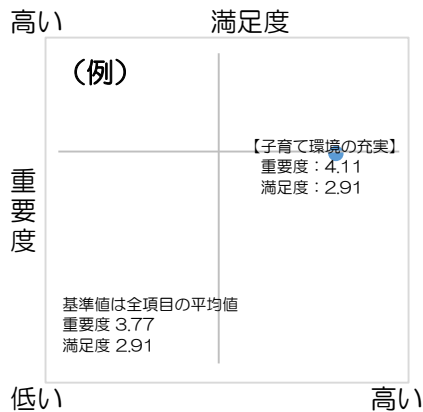 高い
満足度
（例）
【子育て環境の充実】
重要度：4.11
満足度：2.91
重要度
基準値は全項目の平均値
重要度 3.77
満足度 2.91
低い
高い